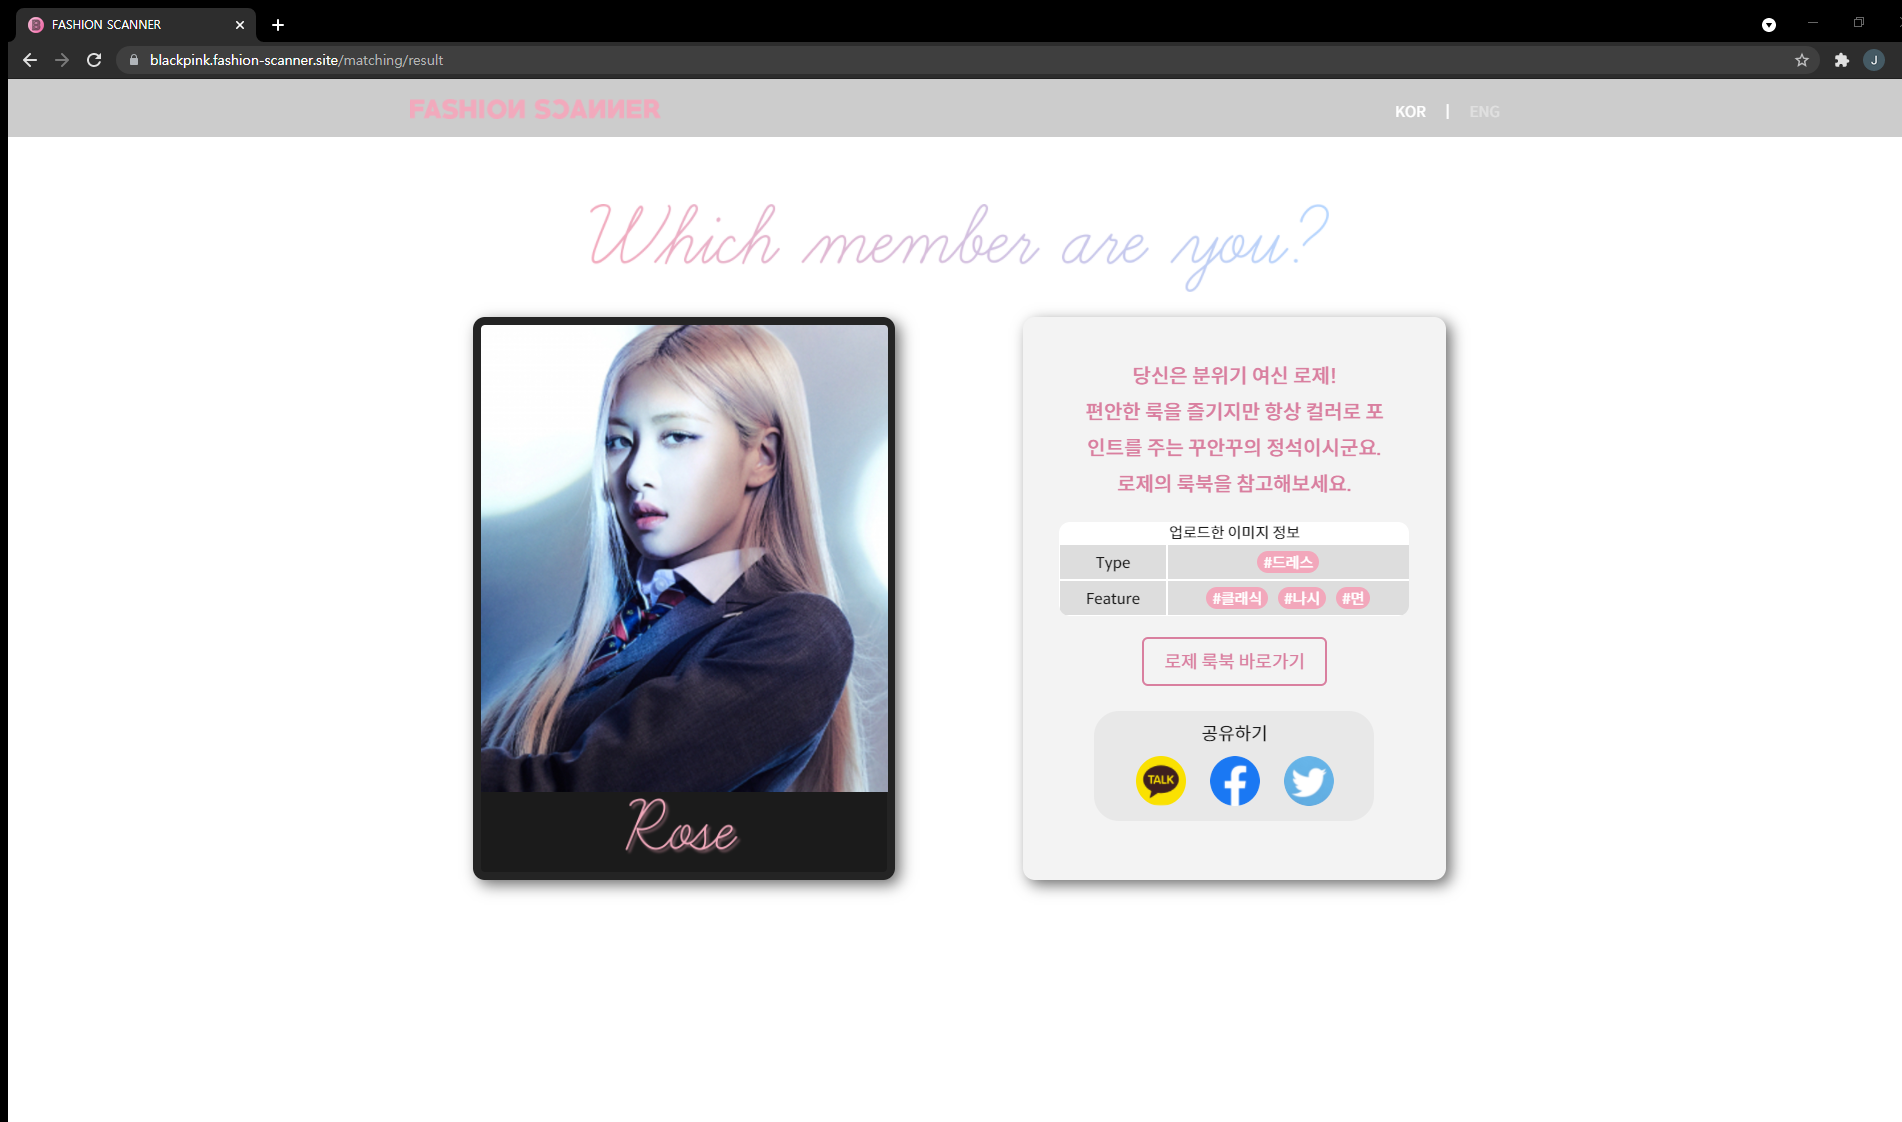 FASHION SCANNER
blackpink.fashion-scanner.site/matching/result
J
FASHION SCANNER
KOR | ENG
Which member are you?
Rose
당신은 분위기 여신 로제!
편안한 룩을 즐기지만 항상 컬러로 포
인트를 주는 꾸안꾸의 정석이시군요.
로제의 룩북을 참고해보세요.
업로드한 이미지 정보
Type #드레스
Feature #클래식 #나시 #면
로제 룩북 바로가기
공유하기
TALK